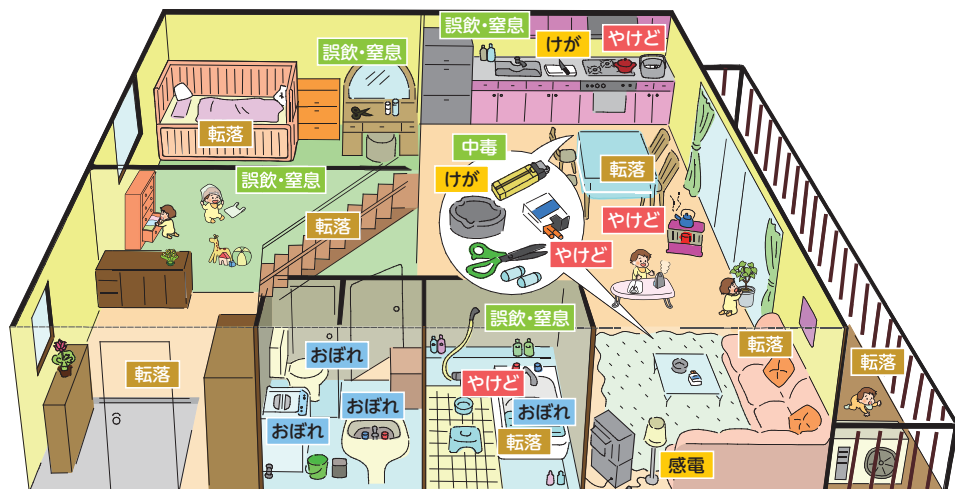 誤飲・窒息
けが
やけど
誤飲・窒息
転落
中毒
転落
けが
誤飲・窒息
転落
やけど
やけど
誤飲・窒息
転落
おぼれ
転落
転落
やけど
おぼれ
おぼれ
おぼれ
転落
感電